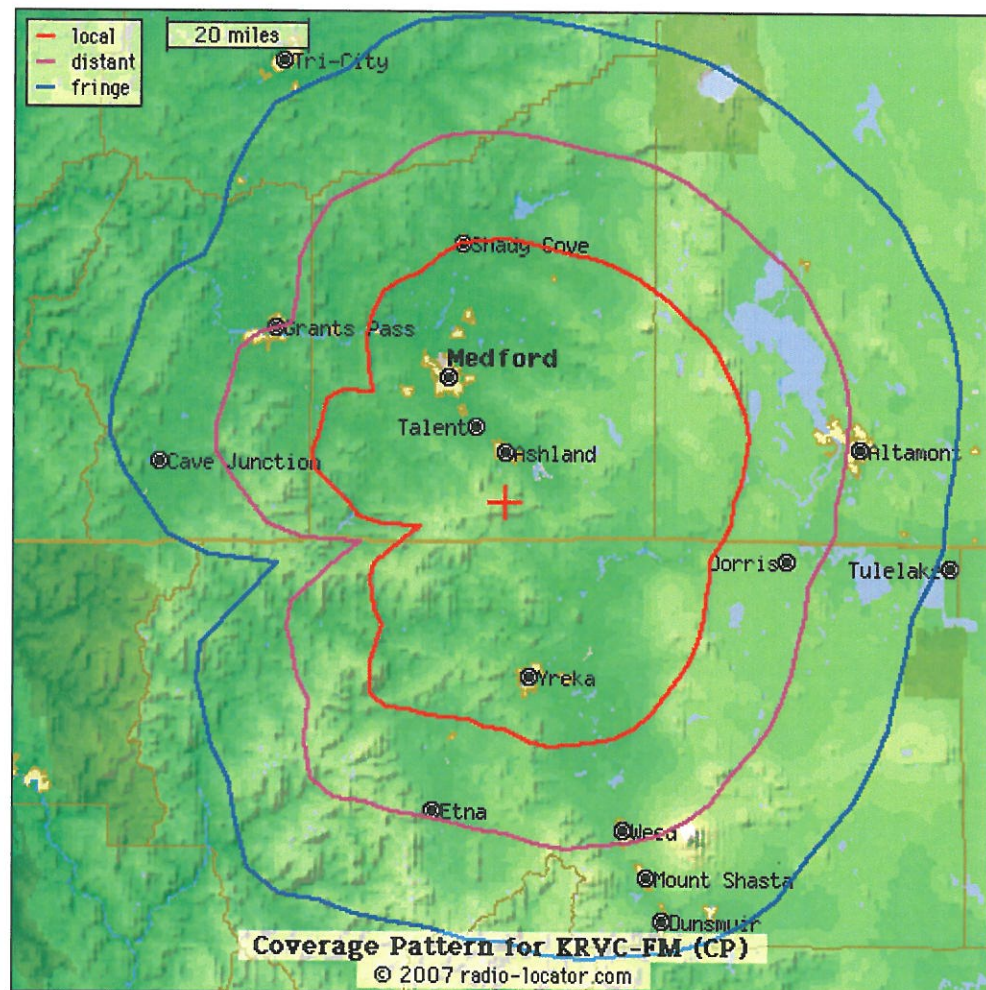 local
distant
fringe
20 miles
Tri-City
Shady Cove
Grants Pass
Medford
Talent
Ashland
Cave Junction
Altamont
Dorris
Tulelake
Yreka
Etna
Weed
Mount Shasta
Dunsmuir
Coverage Pattern for KRVC-FM (CP)
© 2007 radio-locator.com